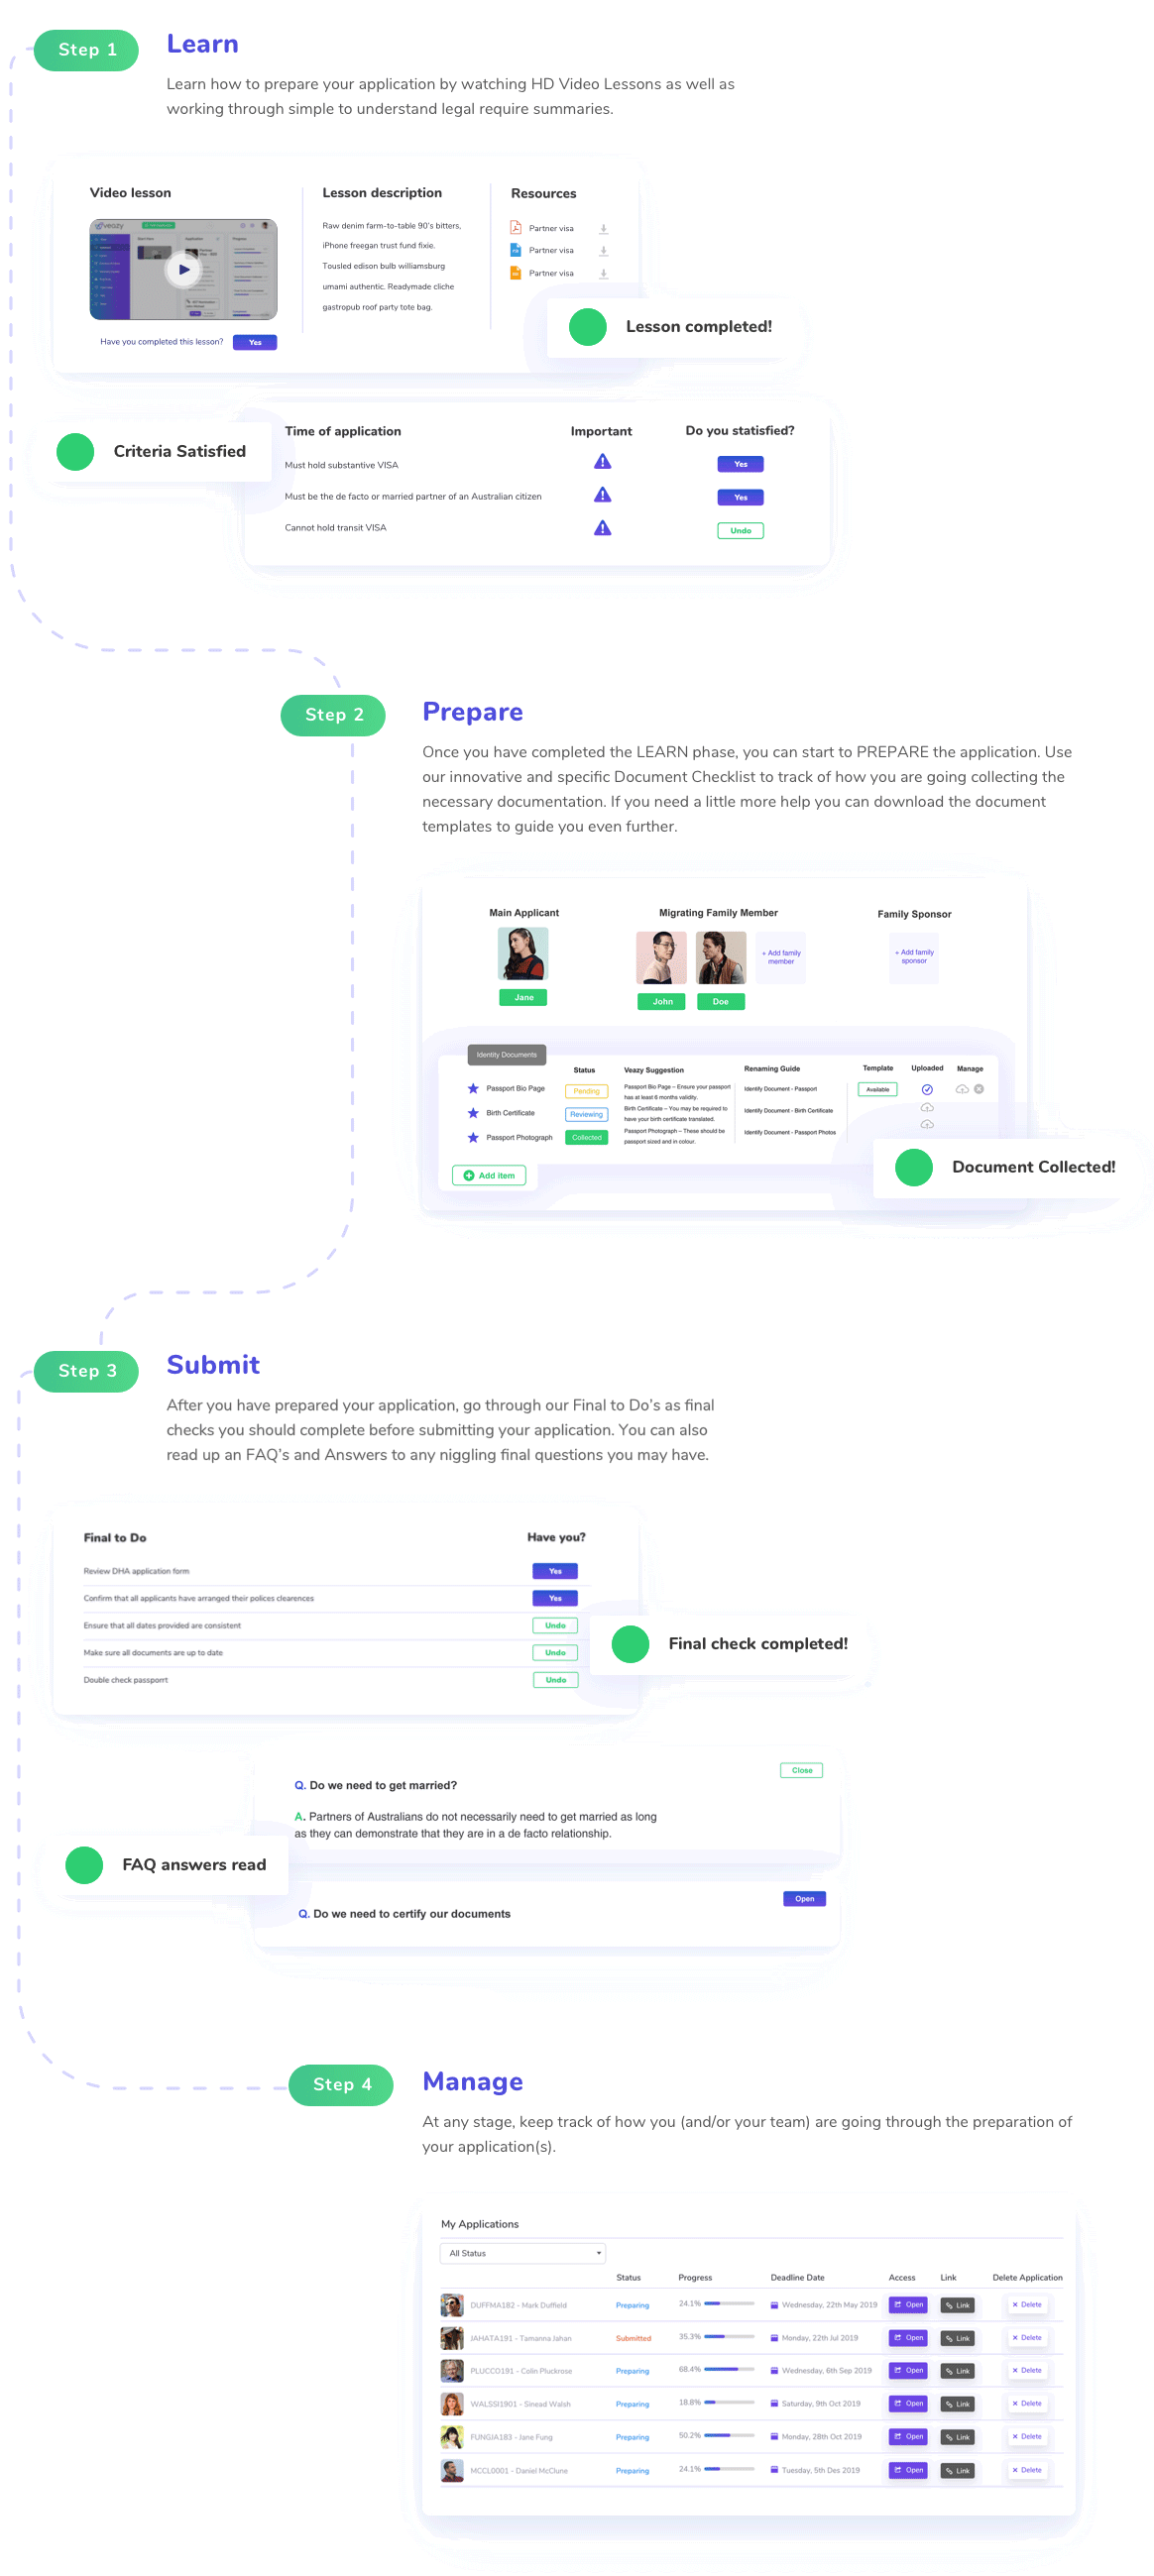 Step 1
Learn
Learn how to prepare your application by watching HD Video Lessons as well as
working through simple to understand legal require summaries.
Video lesson
veazy
Have you completed this lesson? Yes
Lesson description
Raw denim farm-to-table 90's bitters,
iPhone freegan trust fund fixie.
Tousled edison bulb williamsburg
umami authentic. Readymade cliche
gastropub roof party tote bag.
Resources
Partner visa
Partner visa
Partner visa
Lesson completed!
Criteria Satisfied
Time of application Important Do you statisfied?
Must hold substantive VISA Yes
Must be the de facto or married partner of an Australian citizen Yes
Cannot hold transit VISA Undo
Step 2
Prepare
Once you have completed the LEARN phase, you can start to PREPARE the application. Use
our innovative and specific Document Checklist to track of how you are going collecting the
necessary documentation. If you need a little more help you can download the document
templates to guide you even further.
Main Applicant Migrating Family Member Family Sponsor
+ Add family
member
+ Add family
sponsor
Jane John Doe
Identity Documents
Status Veazy Suggestion Renaming Guide Template Uploaded Manage
Passport Bio Page Pending
Passport Bio Page – Ensure your passport
has at least 6 months validity.
Identify Document - Passport Available
Birth Certificate Reviewing
Birth Certificate – You may be required to
have your birth certificate translated.
Identify Document - Birth Certificate
Passport Photograph Collected
Passport Photograph – These should be
passport sized and in colour.
Identify Document - Passport Photos
Add item
Document Collected!
Step 3
Submit
After you have prepared your application, go through our Final to Do's as final
checks you should complete before submitting your application. You can also
read up an FAQ's and Answers to any niggling final questions you may have.
Final to Do Have you?
Review DHA application form Yes
Confirm that all applicants have arranged their polices clearences Yes
Ensure that all dates provided are consistent Undo
Make sure all documents are up to date Undo
Double check passporrt Undo
Final check completed!
Close
Q. Do we need to get married?
A. Partners of Australians do not necessarily need to get married as long
as they can demonstrate that they are in a de facto relationship.
FAQ answers read
Open
Q. Do we need to certify our documents
Step 4
Manage
At any stage, keep track of how you (and/or your team) are going through the preparation of
your application(s).
My Applications
All Status
Status Progress Deadline Date Access Link Delete Application
DUFFMA182 - Mark Duffield Preparing 24.1% Wednesday, 22th May 2019 Open Link × Delete
JAHATA191 - Tamanna Jahan Submitted 35.3% Monday, 22th Jul 2019 Open Link × Delete
PLUCCO191 - Colin Pluckrose Preparing 68.4% Wednesday, 6th Sep 2019 Open Link × Delete
WALSSI1901 - Sinead Walsh Preparing 18.8% Saturday, 9th Oct 2019 Open Link × Delete
FUNGJA183 - Jane Fung Preparing 50.2% Monday, 28th Oct 2019 Open Link × Delete
MCCL0001 - Daniel McClune Preparing 24.1% Tuesday, 5th Des 2019 Open Link × Delete